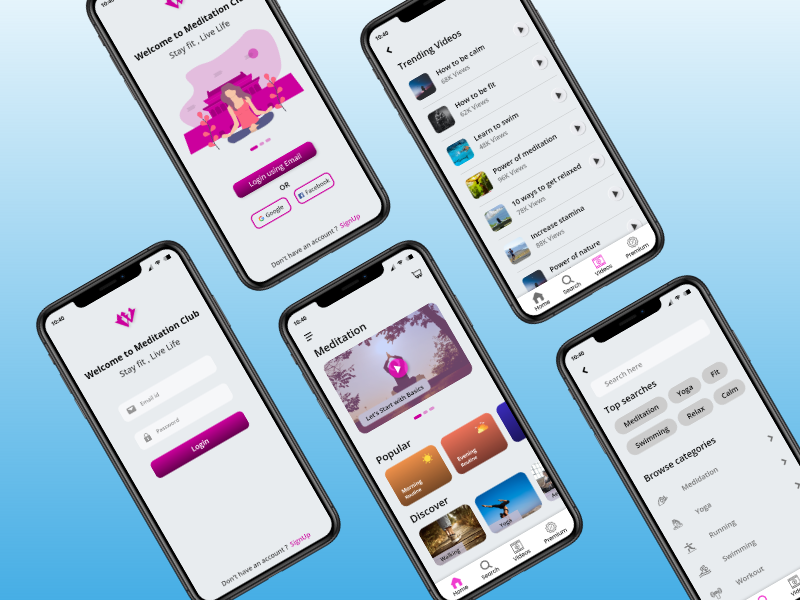 10:40
Welcome to Meditation Club
Stay fit , Live Life
Login using Email
OR
Google
Facebook
Don't have an account ? SignUp
10:40
Trending Videos
How to be calm
68K Views
How to be fit
62K Views
Learn to swim
48K Views
Power of meditation
96K Views
10 ways to get relaxed
78K Views
Increase stamina
88K Views
Power of nature
Home
Search
Videos
Premium
10:40
Welcome to Meditation Club
Stay fit , Live Life
Email id
Password
Login
Don't have an account ? SignUp
10:40
Meditation
Let's Start with Basics
Popular
Morning
Routine
Evening
Routine
Discover
Walking
Yoga
Home
Search
Videos
Premium
10:40
Search here
Top searches
Meditation
Yoga
Fit
Swimming
Relax
Calm
Browse categories
Medidation
Yoga
Running
Swimming
Workout